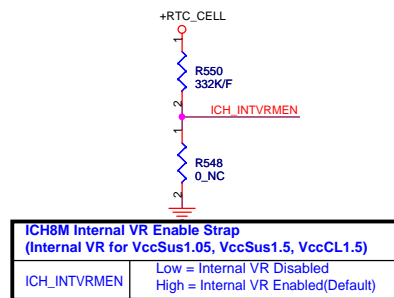 +RTC_CELL
1
R550
332K/F
2
ICH_INTVRMEN
1
R548
0_NC
2
ICH8M Internal VR Enable Strap
(Internal VR for VccSus1.05, VccSus1.5, VccCL1.5)
ICH_INTVRMEN
Low = Internal VR Disabled
High = Internal VR Enabled(Default)